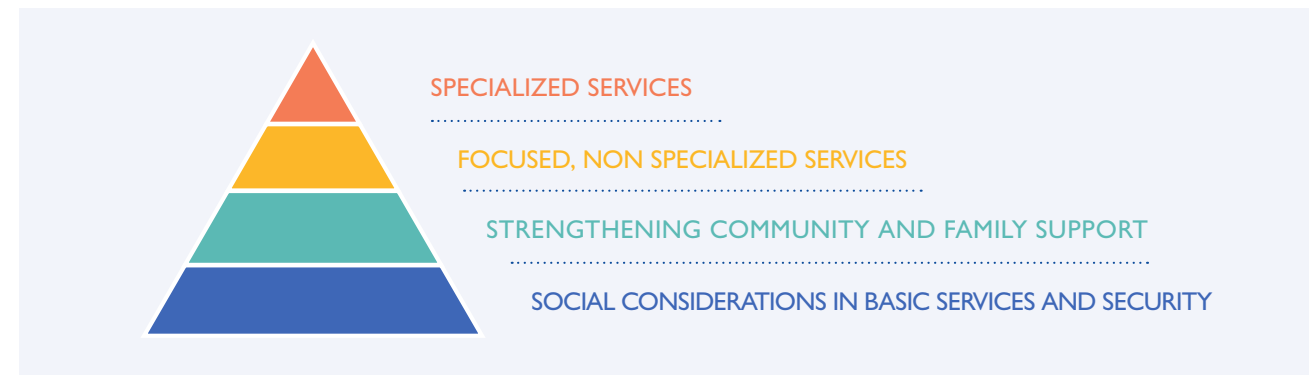 SPECIALIZED SERVICES
FOCUSED, NON SPECIALIZED SERVICES
STRENGTHENING COMMUNITY AND FAMILY SUPPORT
SOCIAL CONSIDERATIONS IN BASIC SERVICES AND SECURITY